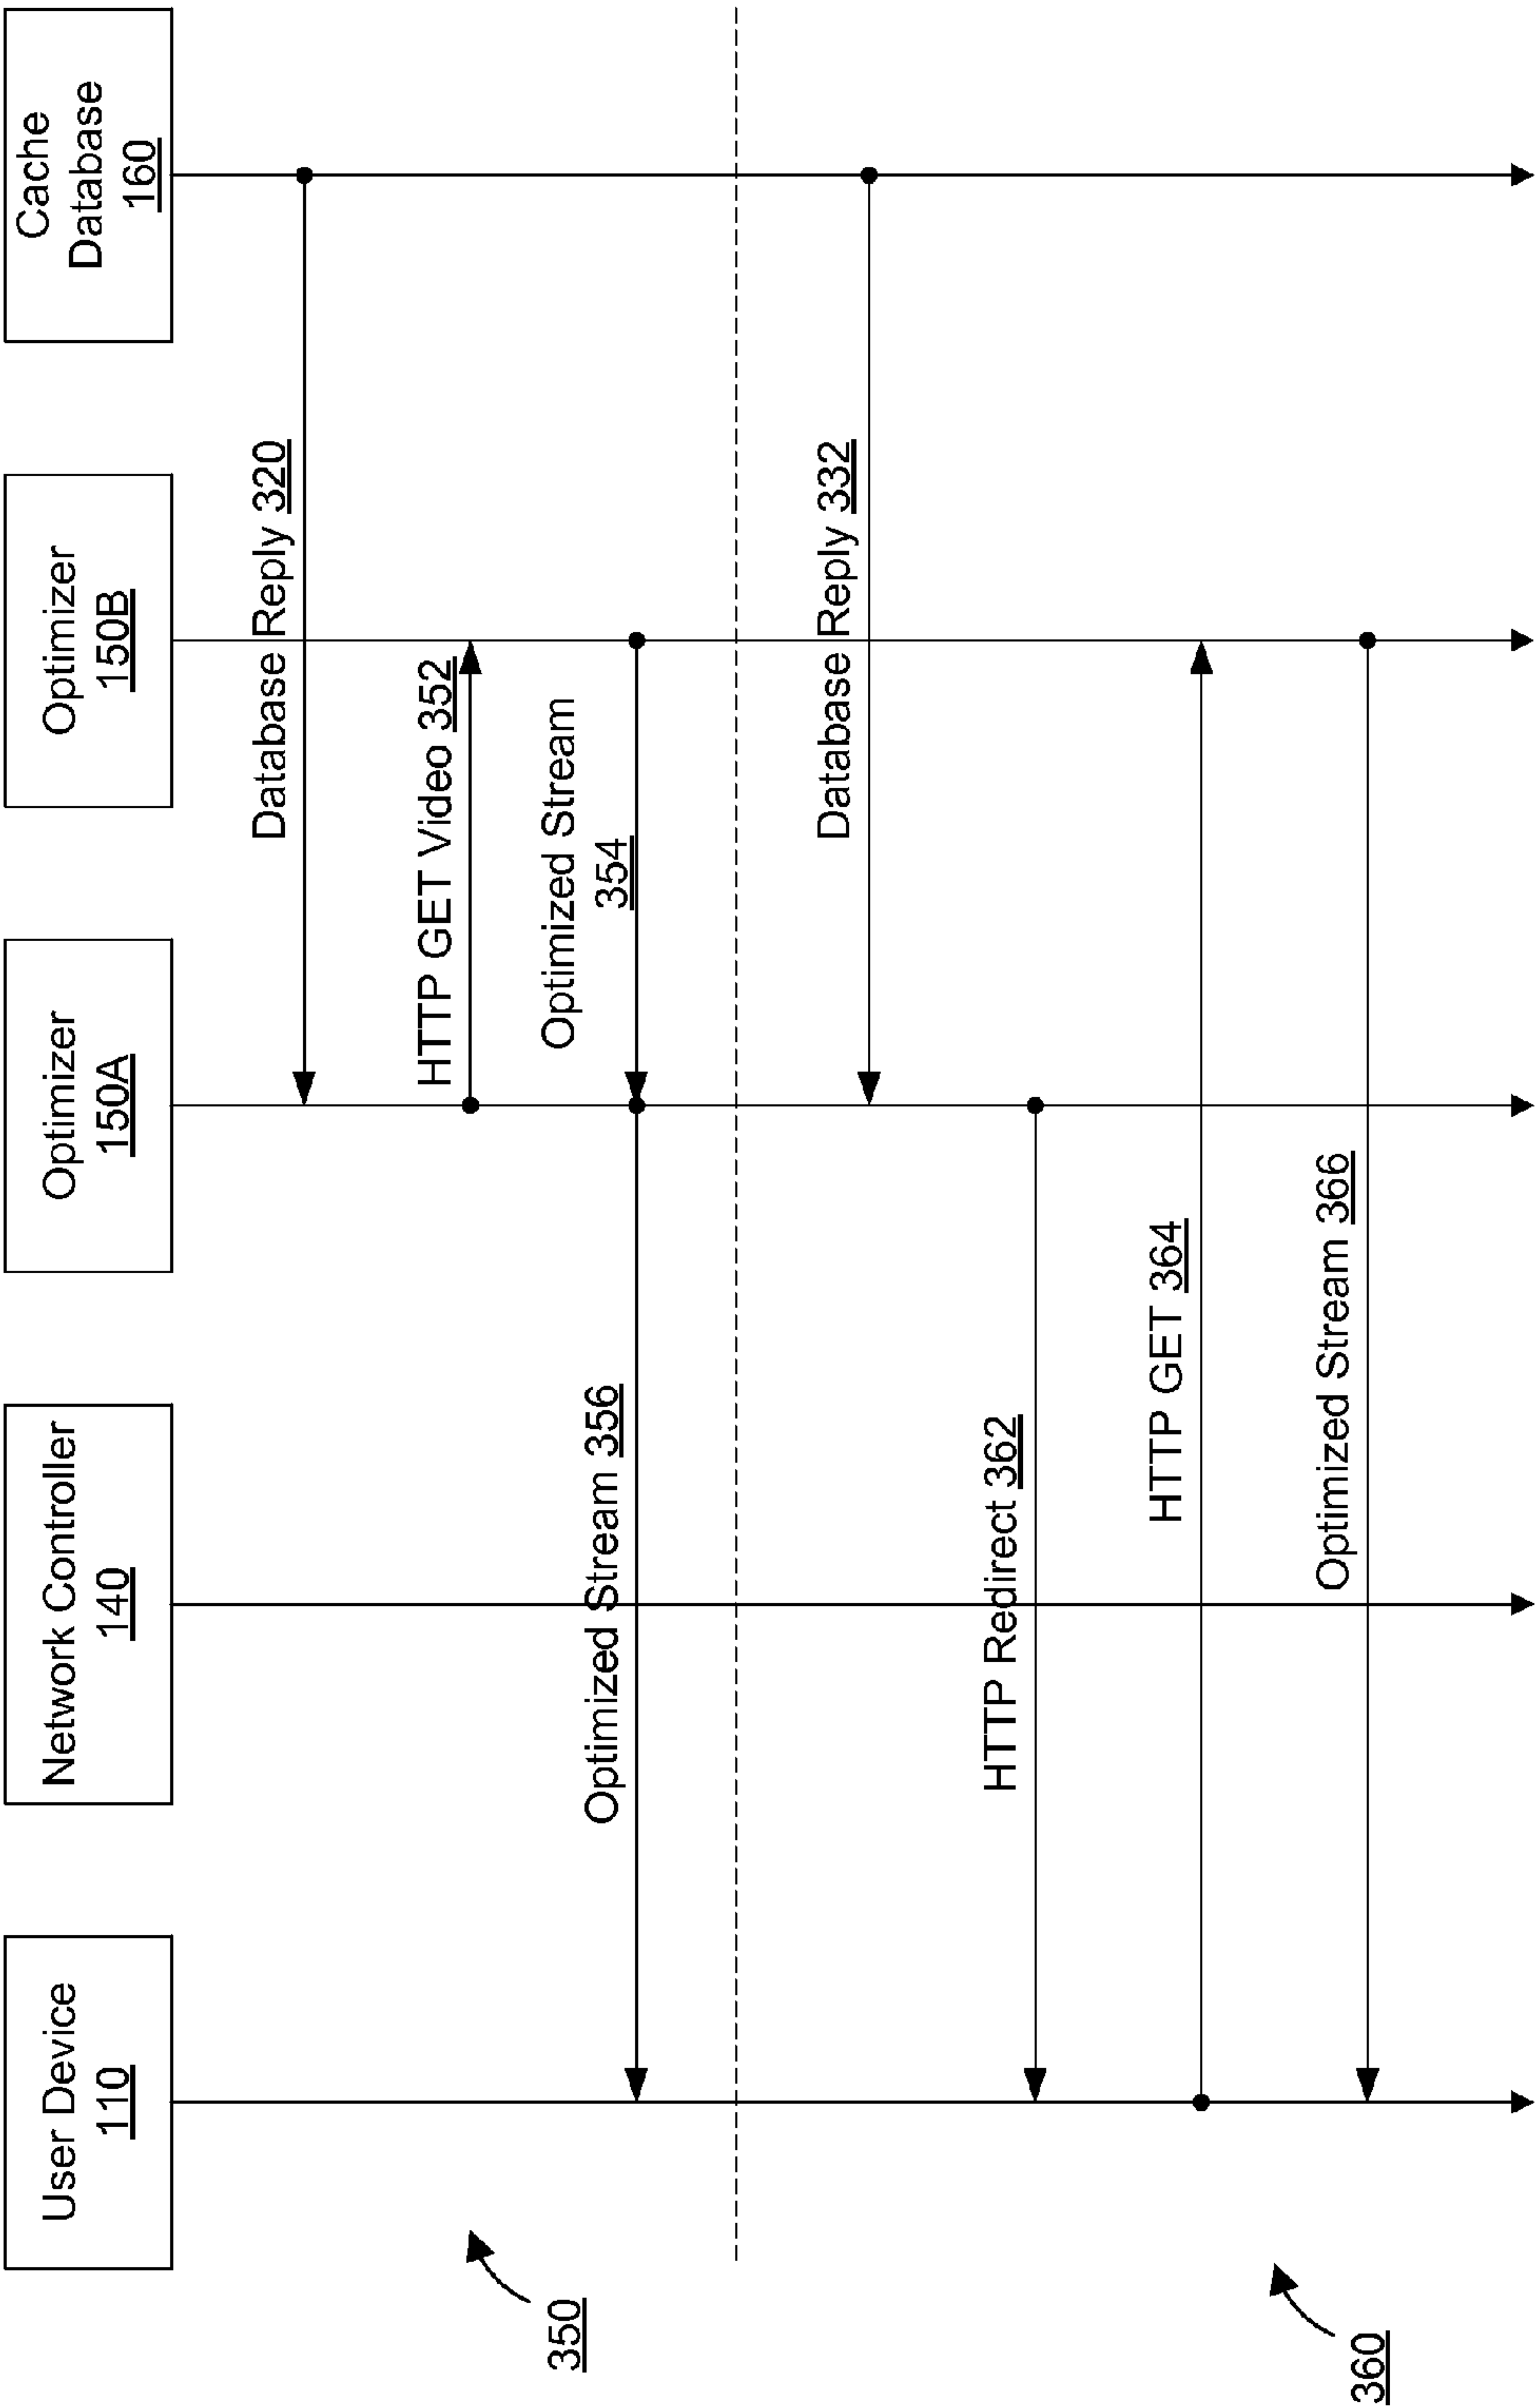 User Device
110
Network Controller
140
Optimizer
150A
Optimizer
150B
Cache
Database
160
Database Reply 320
HTTP GET Video 352
Optimized Stream
354
Optimized Stream 356
350
Database Reply 332
HTTP Redirect 362
HTTP GET 364
Optimized Stream 366
360